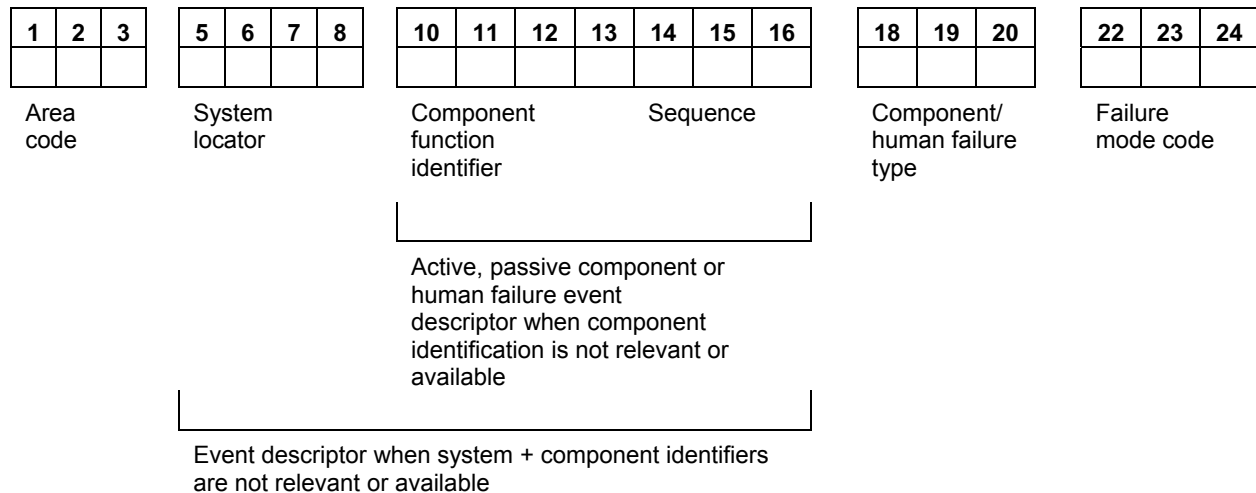 1 2 3 5 6 7 8 10 11 12 13 14 15 16 18 19 20 22 23 24
Area
code
System
locator
Component
function
identifier
Sequence
Component/
human failure
type
Failure
mode code
Active, passive component or
human failure event
descriptor when component
identification is not relevant or
available
Event descriptor when system + component identifiers
are not relevant or available